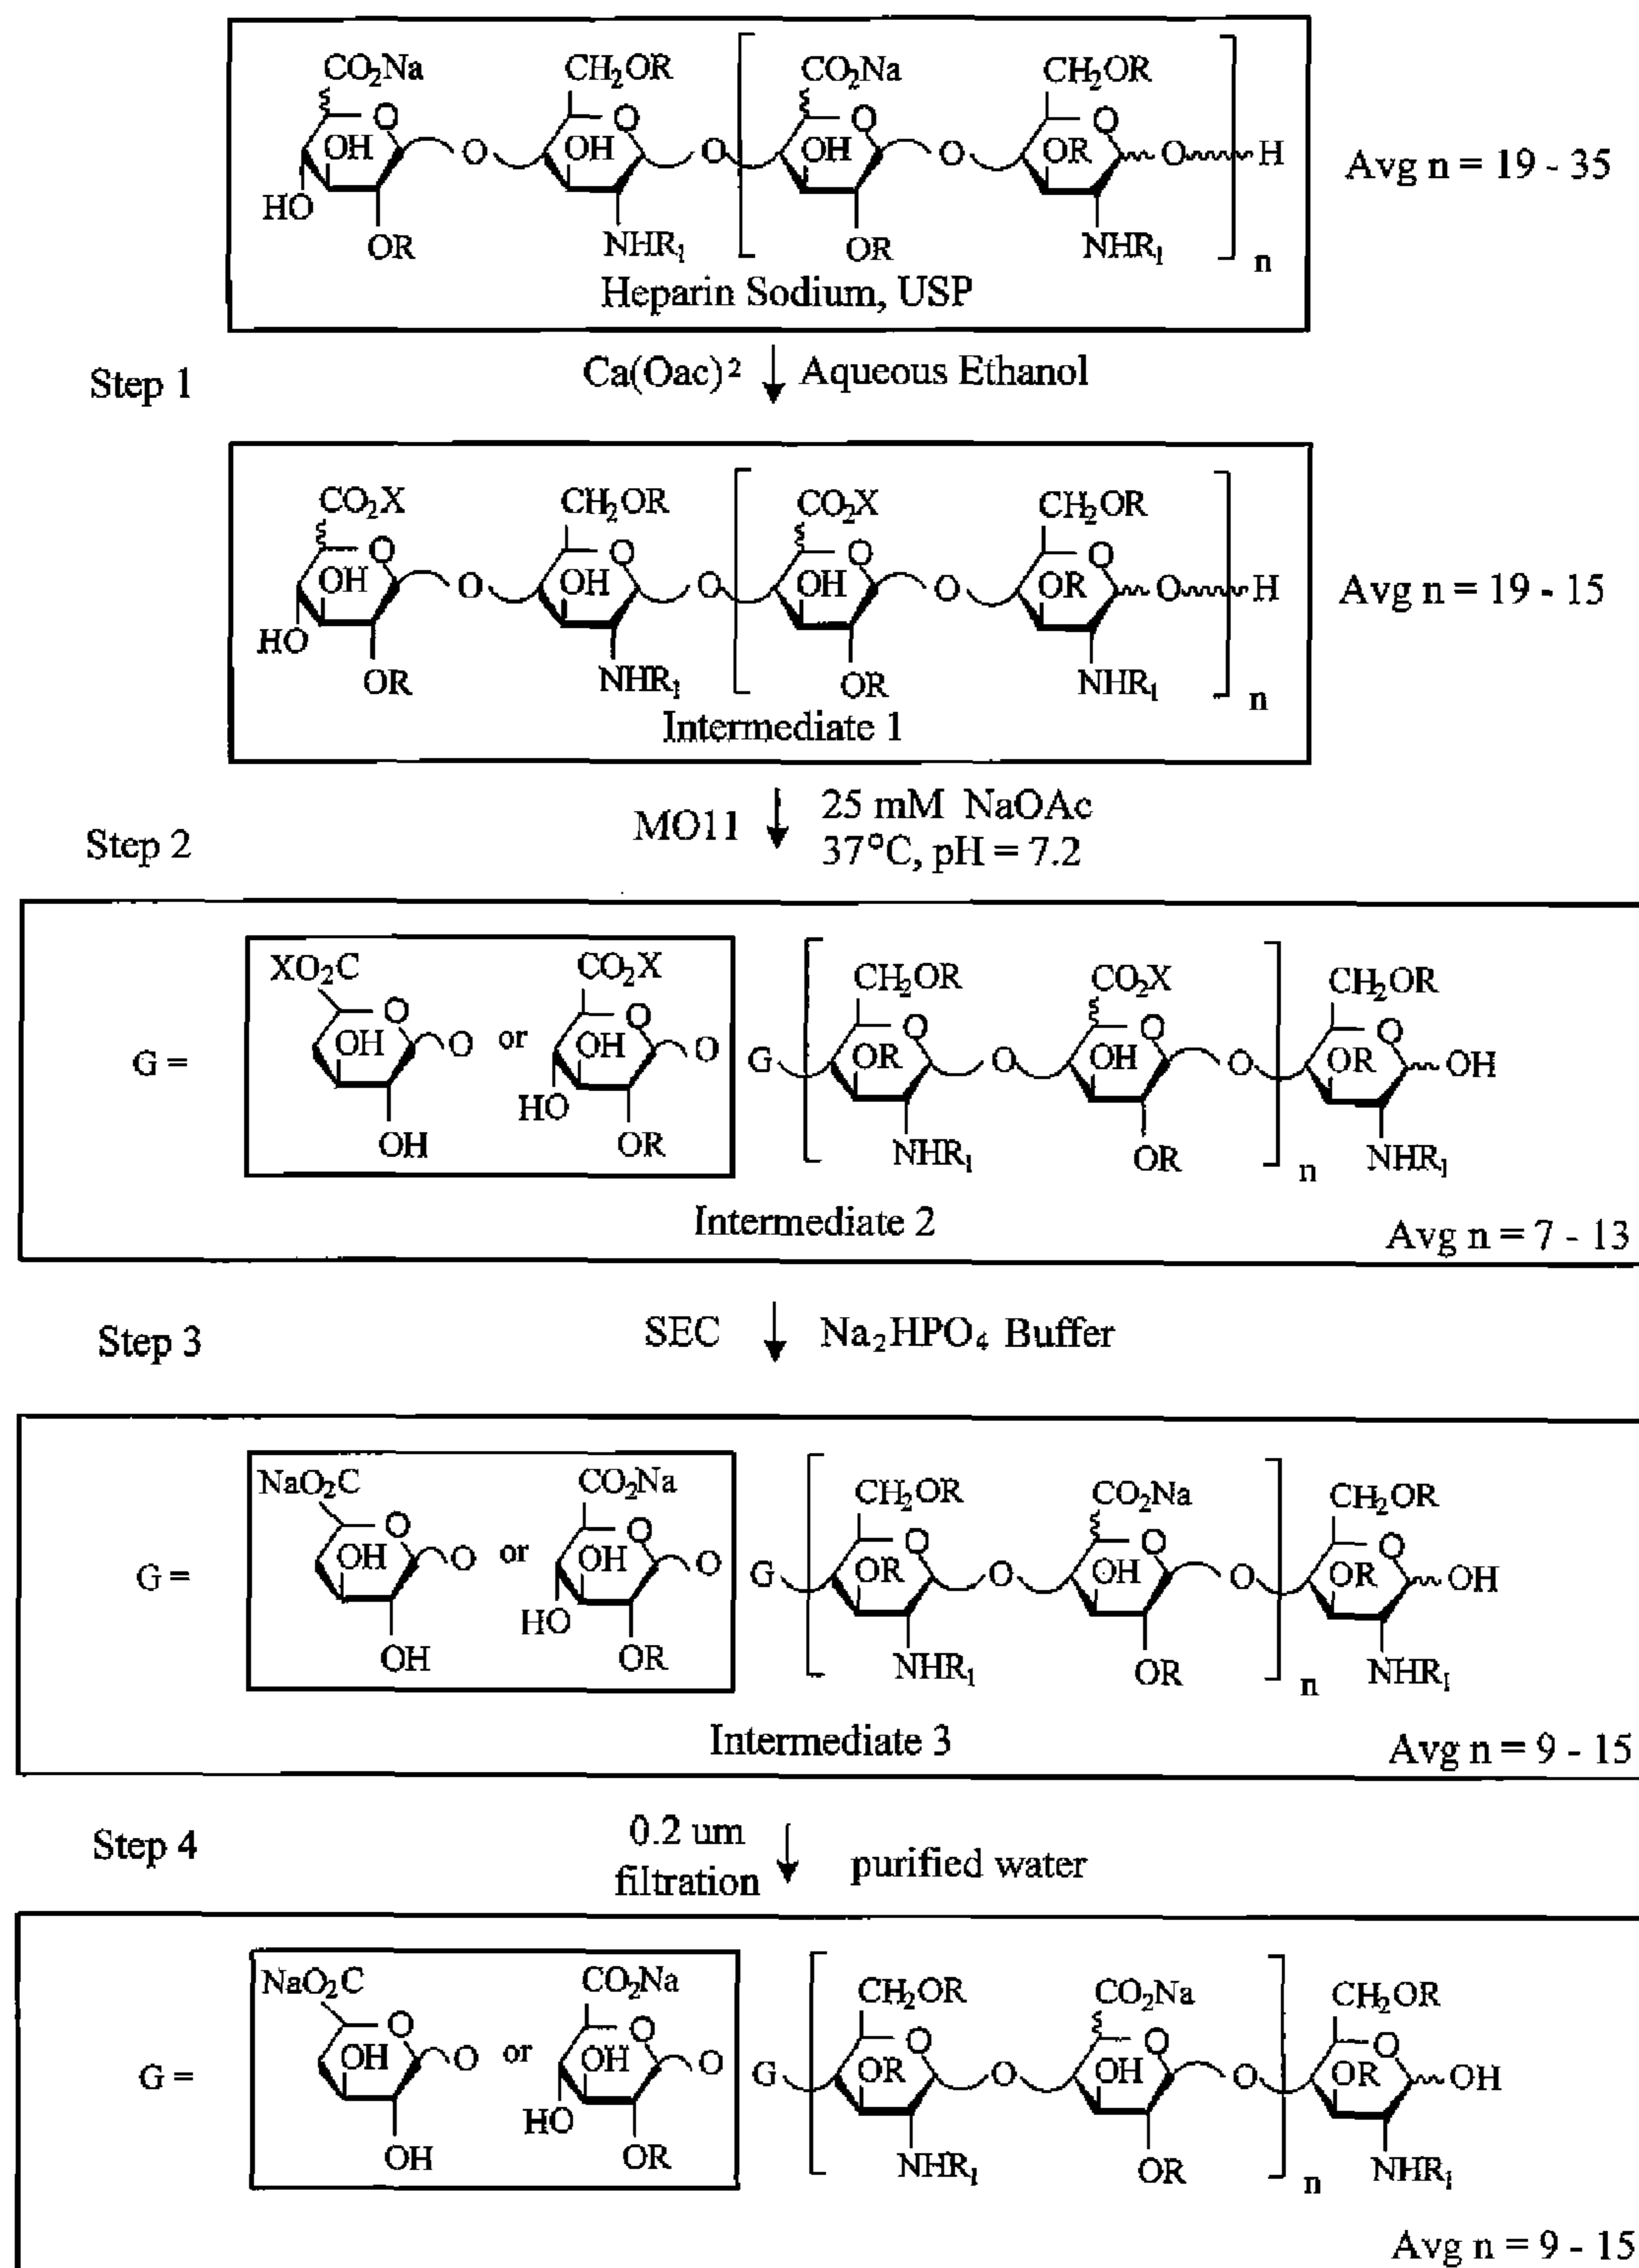 CO₂Na CH₂OR CO₂Na CH₂OR
O O O O
OH O OH O OH O OR O H
HO
OR NHR₁ OR NHR₁ n
Avg n = 19 - 35
Heparin Sodium, USP
Step 1
Ca(Oac)² Aqueous Ethanol
CO₂X CH₂OR CO₂X CH₂OR
O O O O
OH O OH O OH O OR O H
HO
OR NHR₁ OR NHR₁ n
Avg n = 19 - 15
Intermediate 1
Step 2
MO11
25 mM NaOAc
37°C, pH = 7.2
XO₂C CO₂X CH₂OR CO₂X CH₂OR
O O O O O
G = OH O or OH O G OR O OH O OR OH
HO
OH OR NHR₁ OR n NHR₁
Intermediate 2
Avg n = 7 - 13
Step 3
SEC Na₂HPO₄ Buffer
NaO₂C CO₂Na CH₂OR CO₂Na CH₂OR
O O O O O
G = OH O or OH O G OR O OH O OR OH
HO
OH OR NHR₁ OR n NHR₁
Intermediate 3
Avg n = 9 - 15
Step 4
0.2 um
filtration
purified water
NaO₂C CO₂Na CH₂OR CO₂Na CH₂OR
O O O O O
G = OH O or OH O G OR O OH O OR OH
HO
OH OR NHR₁ OR n NHR₁
Avg n = 9 - 15